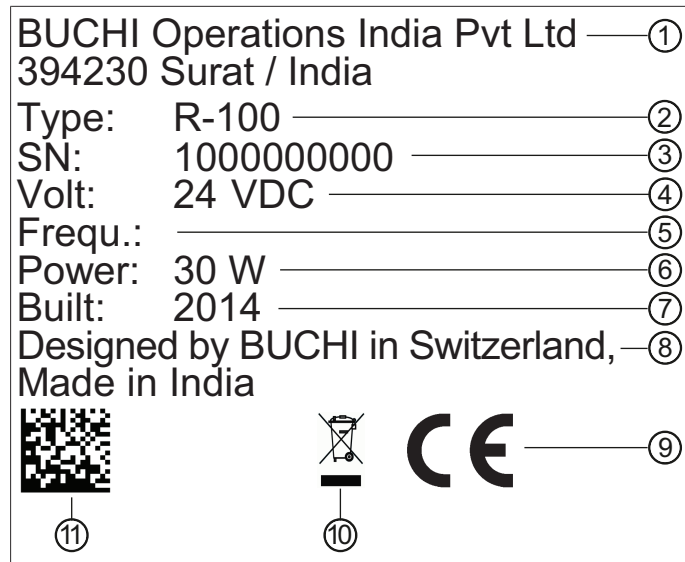 BUCHI Operations India Pvt Ltd ①
394230 Surat / India
Type: R-100 ②
SN: 1000000000 ③
Volt: 24 VDC ④
Frequ.: ⑤
Power: 30 W ⑥
Built: 2014 ⑦
Designed by BUCHI in Switzerland, ⑧
Made in India
CE ⑨
⑪ ⑩